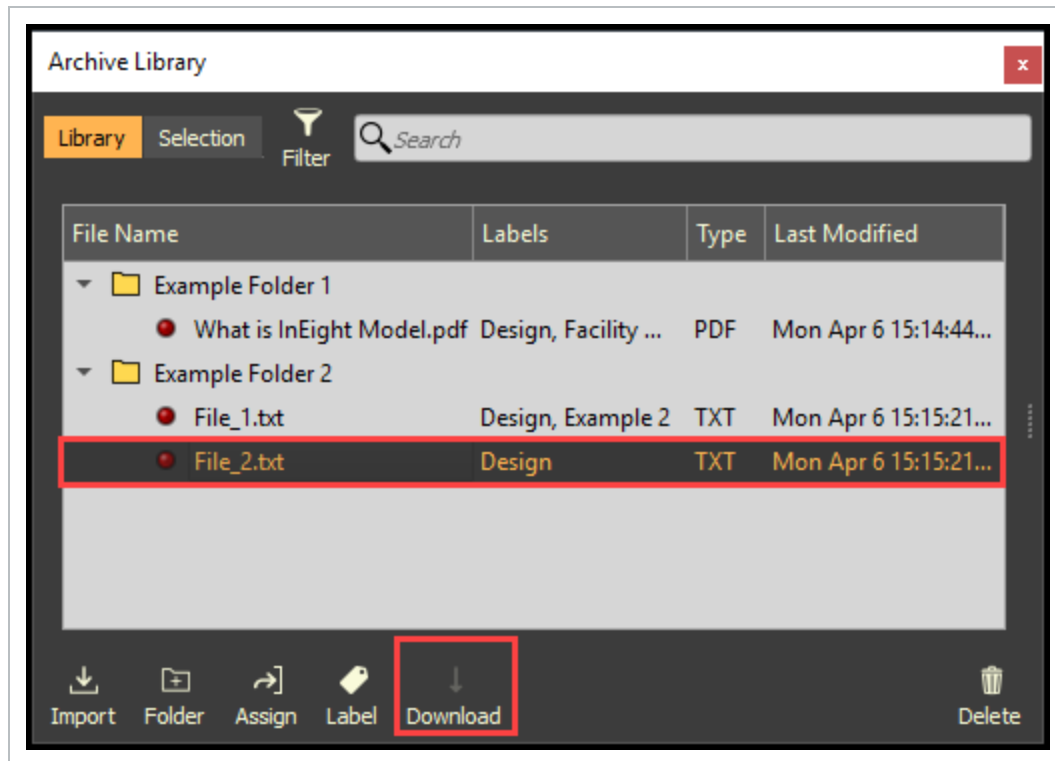 Archive Library
x
Library Selection Filter Search
File Name Labels Type Last Modified
Example Folder 1
What is InEight Model.pdf Design, Facility ... PDF Mon Apr 6 15:14:44...
Example Folder 2
File_1.txt Design, Example 2 TXT Mon Apr 6 15:15:21...
File_2.txt Design TXT Mon Apr 6 15:15:21...
Import Folder Assign Label Download Delete